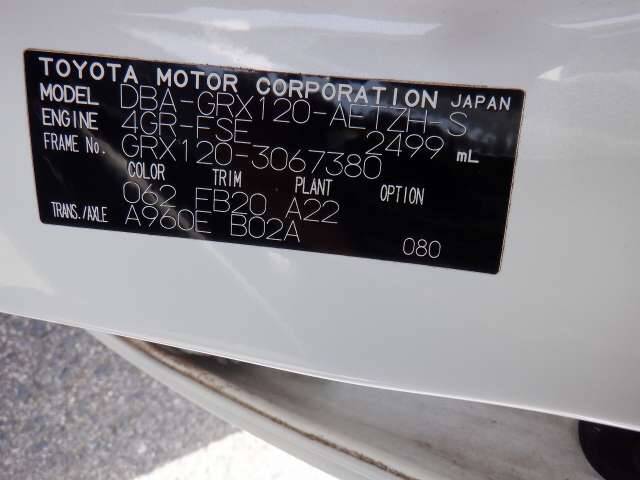 TOYOTA MOTOR CORPORATION JAPAN
MODEL DBA-GRX120-AETZH-S
ENGINE 4GR-FSE 2499 mL
FRAME No. GRX120-3067380
COLOR TRIM PLANT OPTION
062 FB20 A22
TRANS./AXLE A960E B02A
080